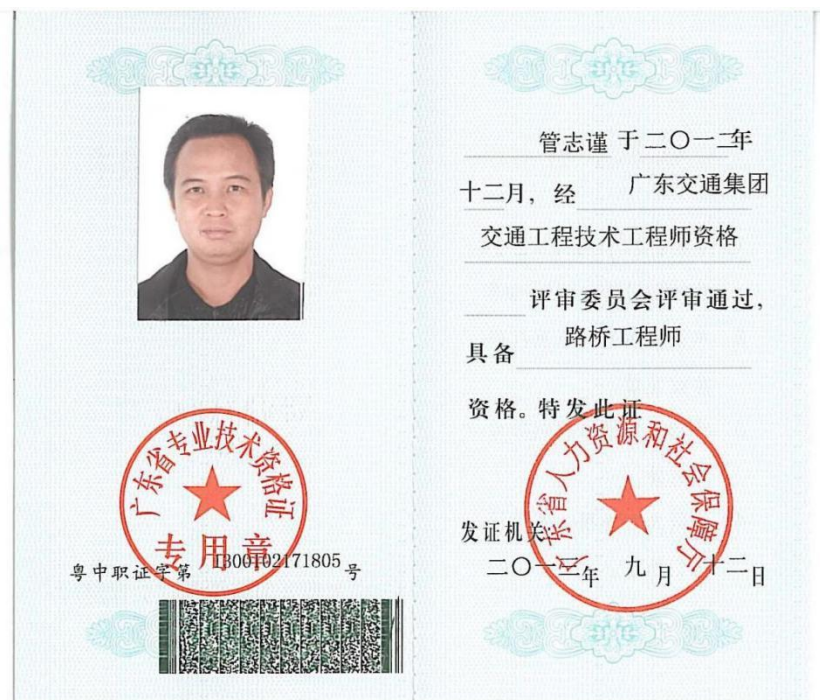 广东省专业技术资格证
专用章
粤中职证字第 1300102171805 号
管志谨 于二〇一二年
十二月, 经 广东交通集团
交通工程技术工程师资格
评审委员会评审通过,
具备 路桥工程师
资格。特发此证
广东省人力资源和社会保障厅
发证机关
二〇一三年 九月 十二日